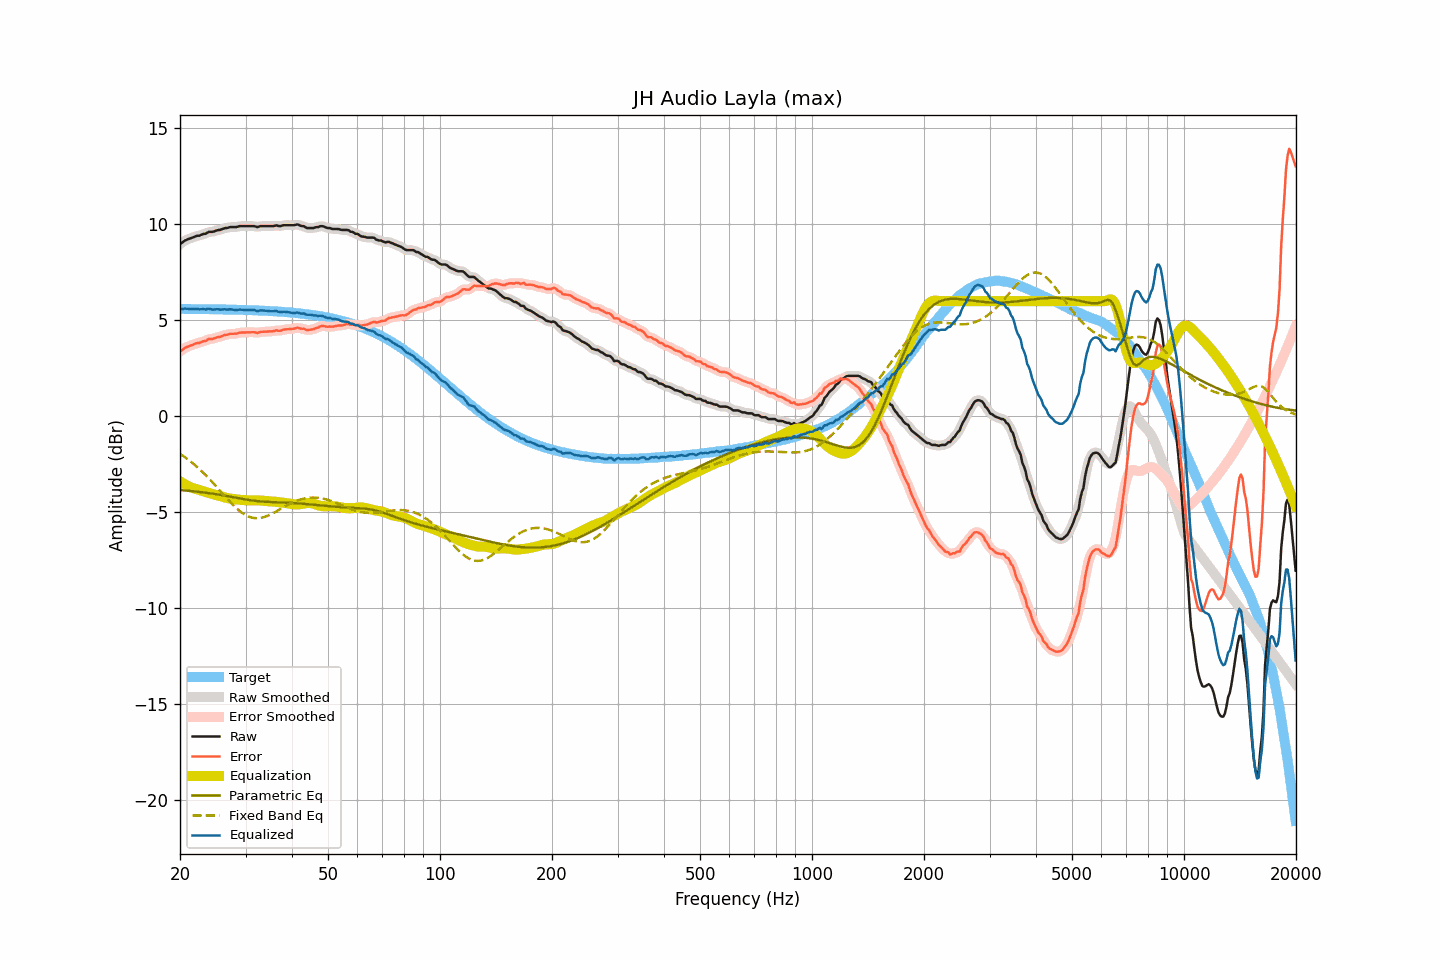 JH Audio Layla (max)
15
10
5
0
−5
−10
−15
−20
Amplitude (dBr)
Target
Raw Smoothed
Error Smoothed
Raw
Error
Equalization
Parametric Eq
Fixed Band Eq
Equalized
20 50 100 200 500 1000 2000 5000 10000 20000
Frequency (Hz)